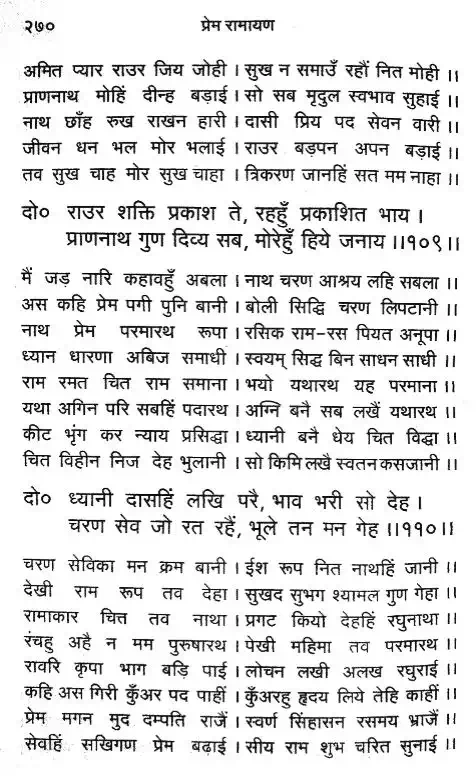 २७०
प्रेम रामायण
अमित प्यार राउर जिय जोही । सुख न समाउँ रहौं नित मोही ।।
प्राणनाथ मोहिं दीन्ह बड़ाई । सो सब मृदुल स्वभाव सुहाई ।।
नाथ छाँह रुख राखन हारी । दासी प्रिय पद सेवन वारी ।।
जीवन धन भल मोर भलाई । राउर बड़पन अपन बड़ाई ।।
तव सुख चाह मोर सुख चाहा । त्रिकरण जानहिं सत मम नाहा ।।
दो० राउर शक्ति प्रकाश ते, रहहुँ प्रकाशित भाय ।
प्राणनाथ गुण दिव्य सब, मोरेहुँ हिये जनाय ।।१०९।।
मैं जड़ नारि कहावहुँ अबला । नाथ चरण आश्रय लहि सबला ।।
अस कहि प्रेम पगी पुनि बानी । बोली सिद्धि चरण लिपटानी ।।
नाथ प्रेम परमारथ रूपा । रसिक राम-रस पियत अनूपा ।।
ध्यान धारणा अबिज समाधी । स्वयम् सिद्ध बिन साधन साधी ।।
राम रमत चित राम समाना । भयो यथारथ यह परमाना ।।
यथा अगिन परि सबहिं पदारथ । अग्नि बनै सब लखैं यथारथ ।।
कीट भृंग कर न्याय प्रसिद्धा । ध्यानी बनै धेय चित विद्धा ।।
चित विहीन निज देह भुलानी । सो किमि लखै स्वतन कसजानी ।।
दो० ध्यानी दासहिं लखि परै, भाव भरी सो देह ।
चरण सेव जो रत रहैं, भूले तन मन गेह ।।११०।।
चरण सेविका मन क्रम बानी । ईश रूप नित नाथहिं जानी ।।
देखी राम रूप तव देहा । सुखद सुभग श्यामल गुण गेहा ।।
रामाकार चित्त तव नाथा । प्रगट कियो देहहिं रघुनाथा ।।
रंचहु अहै न मम पुरुषारथ । पेखी महिमा तव परमारथ ।।
रावरि कृपा भाग बड़ि पाई । लोचन लखी अलख रघुराई ।।
कहि अस गिरी कुँअर पद पाहीं । कुँअरहु हृदय लिये तेहि काहीं ।।
प्रेम मगन मुद दम्पति राजैं । स्वर्ण सिंहासन रसमय भ्राजैं ।।
सेवहिं सखिगण प्रेम बढ़ाई । सीय राम शुभ चरित सुनाई ।।